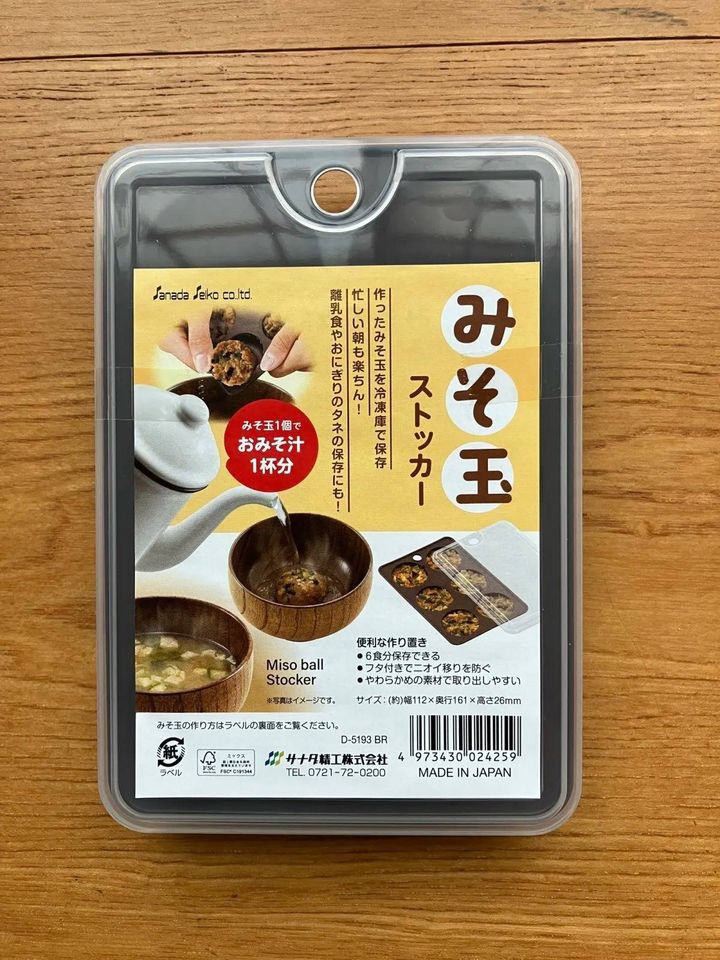 Sanada Seiko co.ltd.
みそ玉
ストッカー
作ったみそ玉を冷凍庫で保存
忙しい朝も楽ちん!
離乳食やおにぎりのタネの保存にも!
みそ玉1個で
おみそ汁
1杯分
Miso ball
Stocker
※写真はイメージです。
便利な作り置き
● 6食分保存できる
● フタ付きでニオイ移りを防ぐ
● やわらかめの素材で取り出しやすい
サイズ:(約)幅112×奥行161×高さ26mm
みそ玉の作り方はラベルの裏面をご覧ください。
D-5193 BR
紙
ラベル
FSC
ミックス
FSC® C191344
サナダ精工株式会社
TEL. 0721-72-0200
4 973430 024259
MADE IN JAPAN